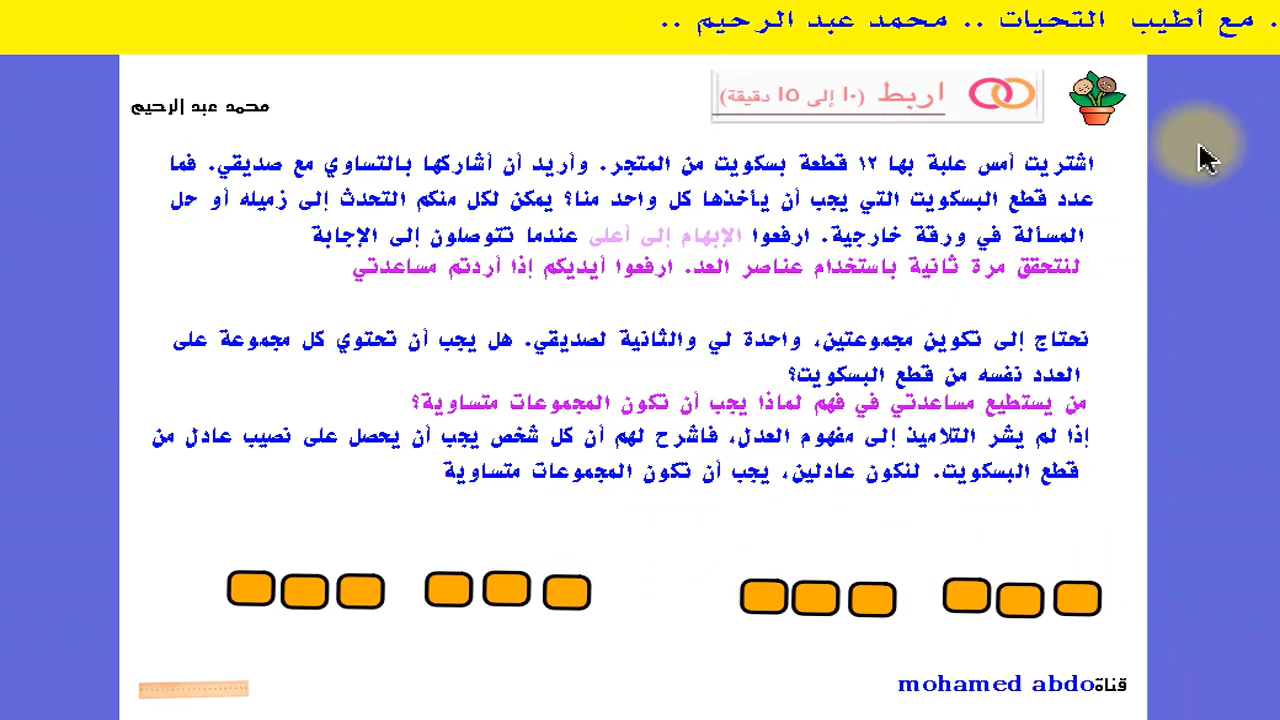 . مع أطيب التحيات .. محمد عبد الرحيم ..
محمد عبد الرحيم
اربط (١٠ إلى ١٥ دقيقة)
اشتريت أمس علبة بها ١٢ قطعة بسكويت من المتجر. وأريد أن أشاركها بالتساوي مع صديقي. فما
عدد قطع البسكويت التي يجب أن يأخذها كل واحد منا؟ يمكن لكل منكم التحدث إلى زميله أو حل
المسألة في ورقة خارجية. ارفعوا الإبهام إلى أعلى عندما تتوصلون إلى الإجابة
لنتحقق مرة ثانية باستخدام عناصر العد. ارفعوا أيديكم إذا أردتم مساعدتي
نحتاج إلى تكوين مجموعتين، واحدة لي والثانية لصديقي. هل يجب أن تحتوي كل مجموعة على
العدد نفسه من قطع البسكويت؟
من يستطيع مساعدتي في فهم لماذا يجب أن تكون المجموعات متساوية؟
إذا لم يشر التلاميذ إلى مفهوم العدل، فاشرح لهم أن كل شخص يجب أن يحصل على نصيب عادل من
قطع البسكويت. لنكون عادلين، يجب أن تكون المجموعات متساوية
قناة mohamed abdo